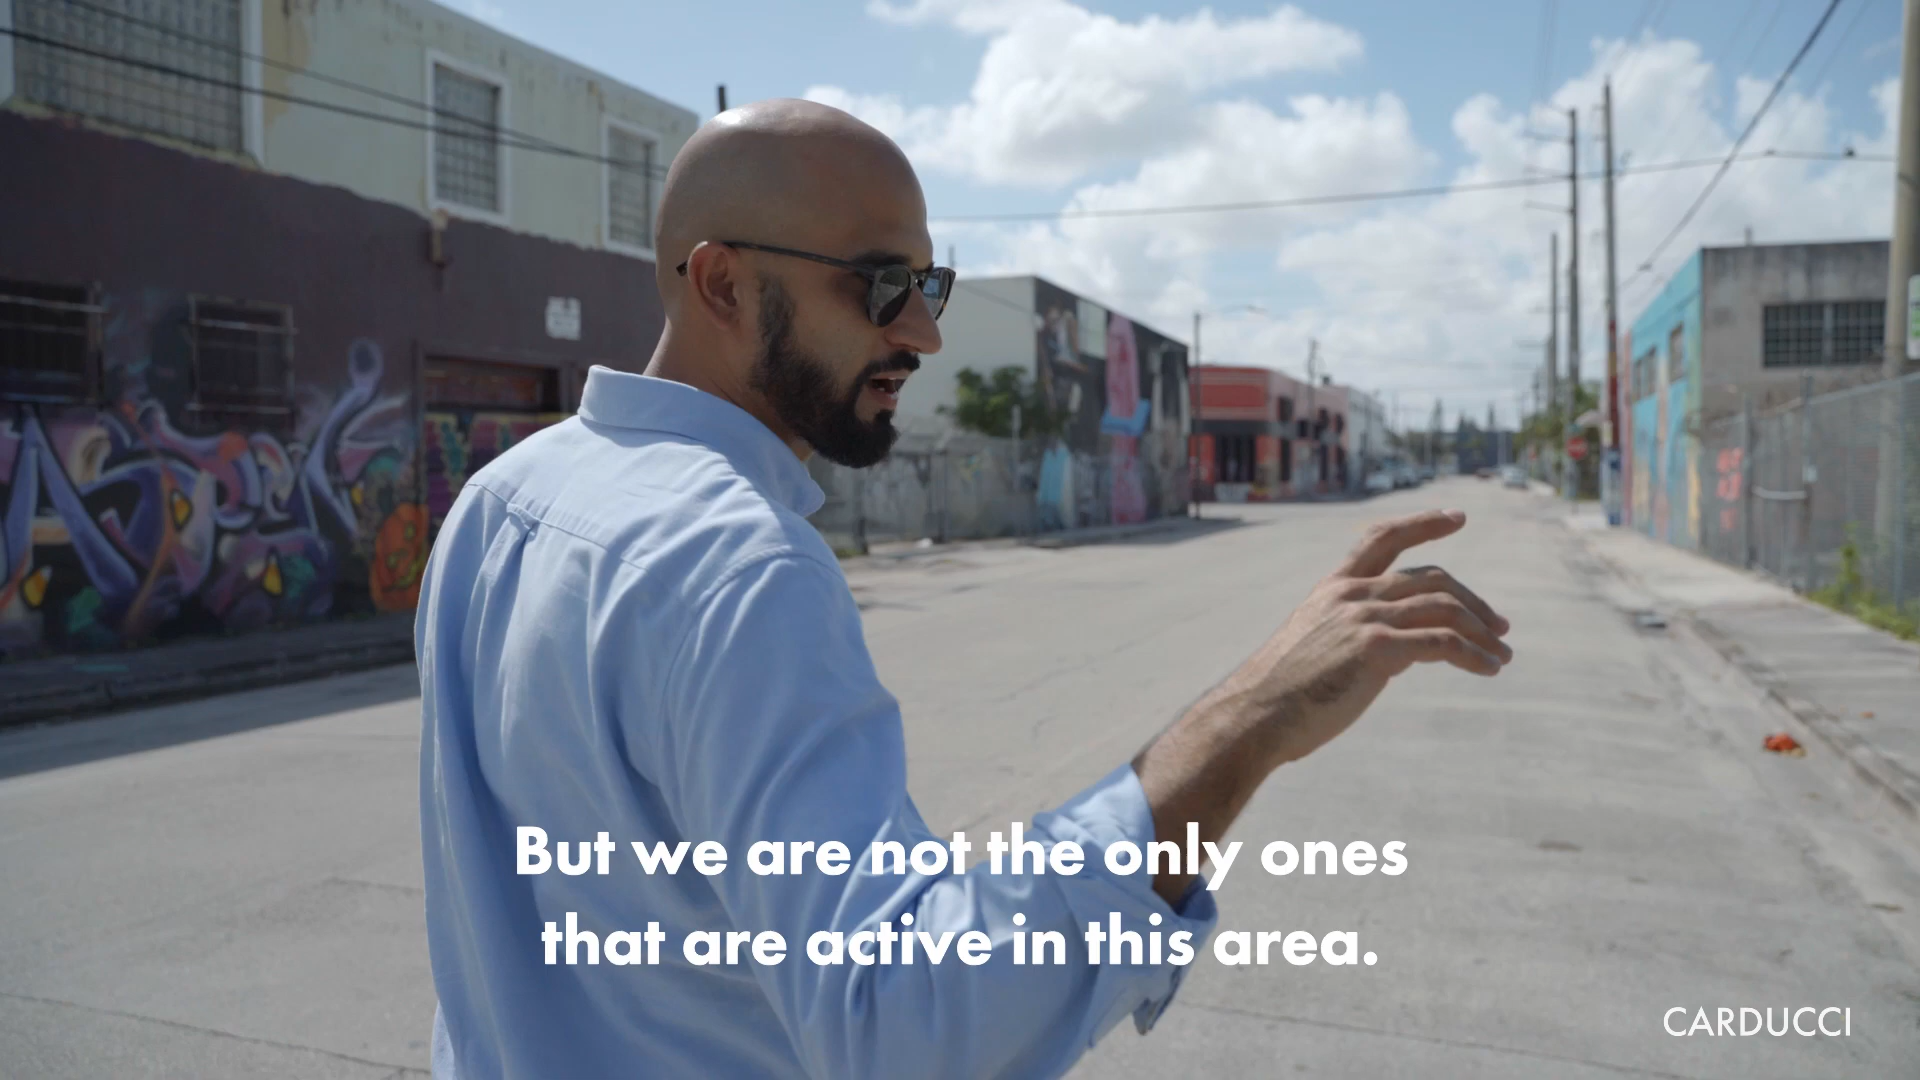 But we are not the only ones
that are active in this area.
CARDUCCI